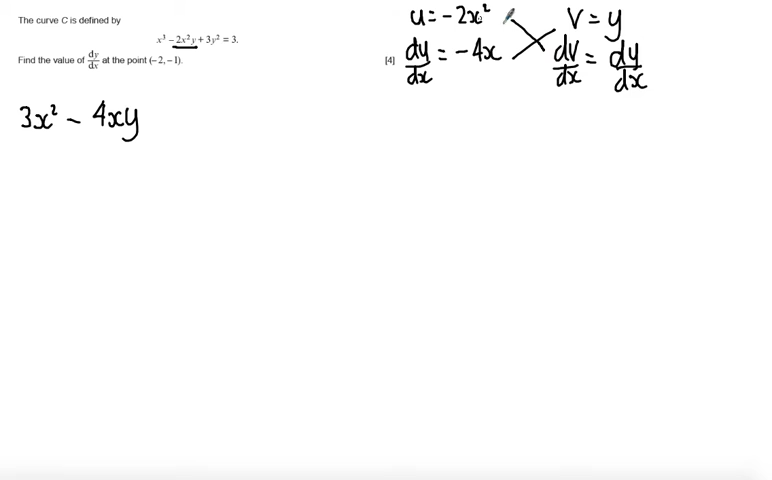 The curve C is defined by
x³ − 2x²y + 3y² = 3.
Find the value of dy/dx at the point (−2, −1).
[4]
u = −2x²
dy/dx = −4x
v = y
dv/dx = dy/dx
3x² − 4xy